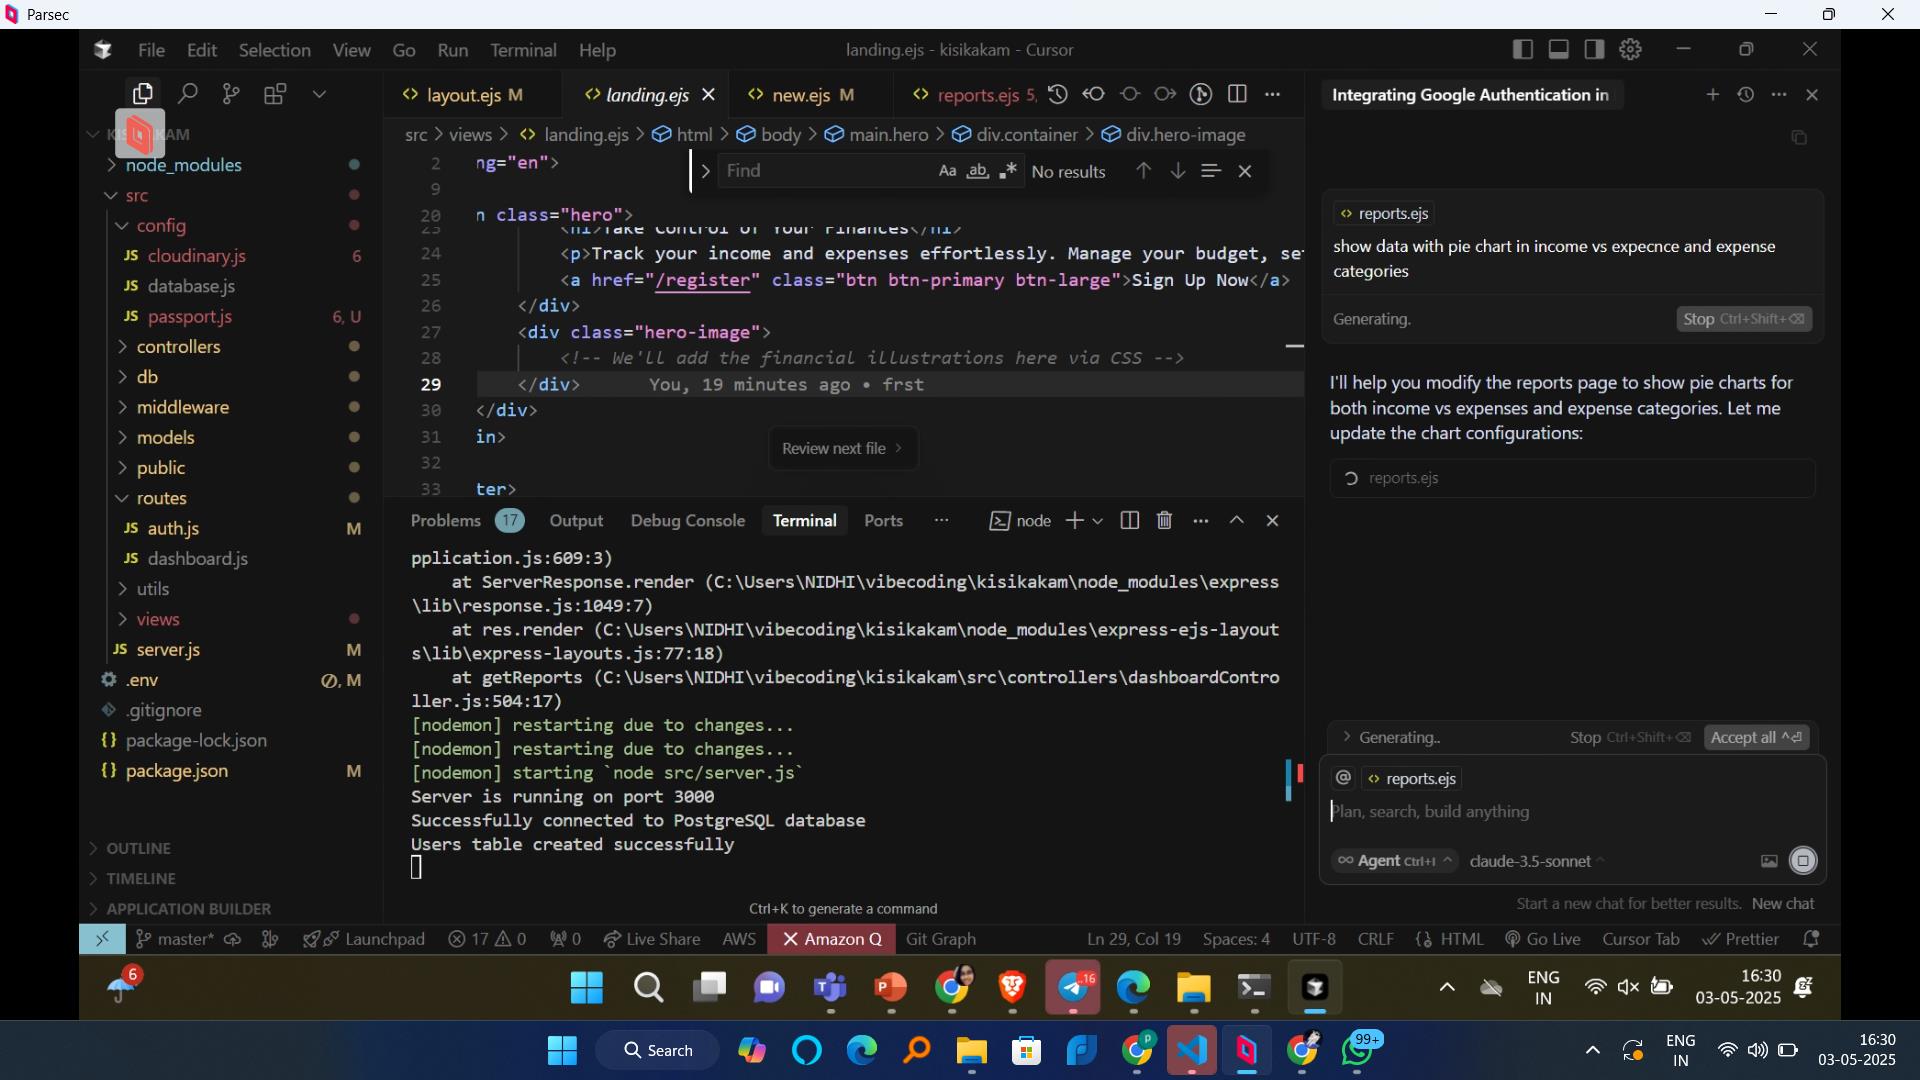 Parsec
File Edit Selection View Go Run Terminal Help
landing.ejs - kisikakam - Cursor
layout.ejs M
landing.ejs
new.ejs M
reports.ejs 5,
src > views > landing.ejs > html > body > main.hero > div.container > div.hero-image
node_modules
src
config
JS cloudinary.js 6
JS database.js
JS passport.js 6, U
controllers
db
middleware
models
public
routes
JS auth.js M
JS dashboard.js
utils
views
JS server.js M
.env M
.gitignore
{} package-lock.json
{} package.json M
OUTLINE
TIMELINE
APPLICATION BUILDER
Find Aa ab .* No results
2 ng="en">
9
20 n class="hero">
23 <h1>Take Control of Your Finances</h1>
24 <p>Track your income and expenses effortlessly. Manage your budget, se
25 <a href="/register" class="btn btn-primary btn-large">Sign Up Now</a>
26 </div>
27 <div class="hero-image">
28 <!-- We'll add the financial illustrations here via CSS -->
29 </div> You, 19 minutes ago • frst
30 </div>
31 in>
32
33 ter>
Review next file >
Problems 17 Output Debug Console Terminal Ports ... node
pplication.js:609:3)
at ServerResponse.render (C:\Users\NIDHI\vibecoding\kisikakam\node_modules\express
\lib\response.js:1049:7)
at res.render (C:\Users\NIDHI\vibecoding\kisikakam\node_modules\express-ejs-layout
s\lib\express-layouts.js:77:18)
at getReports (C:\Users\NIDHI\vibecoding\kisikakam\src\controllers\dashboardContro
ller.js:504:17)
[nodemon] restarting due to changes...
[nodemon] restarting due to changes...
[nodemon] starting `node src/server.js`
Server is running on port 3000
Successfully connected to PostgreSQL database
Users table created successfully
Ctrl+K to generate a command
Integrating Google Authentication in
reports.ejs
show data with pie chart in income vs expecnce and expense
categories
Generating. Stop Ctrl+Shift+⌫
I'll help you modify the reports page to show pie charts for
both income vs expenses and expense categories. Let me
update the chart configurations:
reports.ejs
> Generating.. Stop Ctrl+Shift+⌫ Accept all ^⏎
@ reports.ejs
Plan, search, build anything
∞ Agent Ctrl+I claude-3.5-sonnet
Start a new chat for better results. New chat
master* Launchpad 17 0 0 Live Share AWS Amazon Q Git Graph Ln 29, Col 19 Spaces: 4 UTF-8 CRLF {} HTML Go Live Cursor Tab Prettier
6
16
ENG
IN
16:30
03-05-2025
Search
P
99+
ENG
IN
16:30
03-05-2025